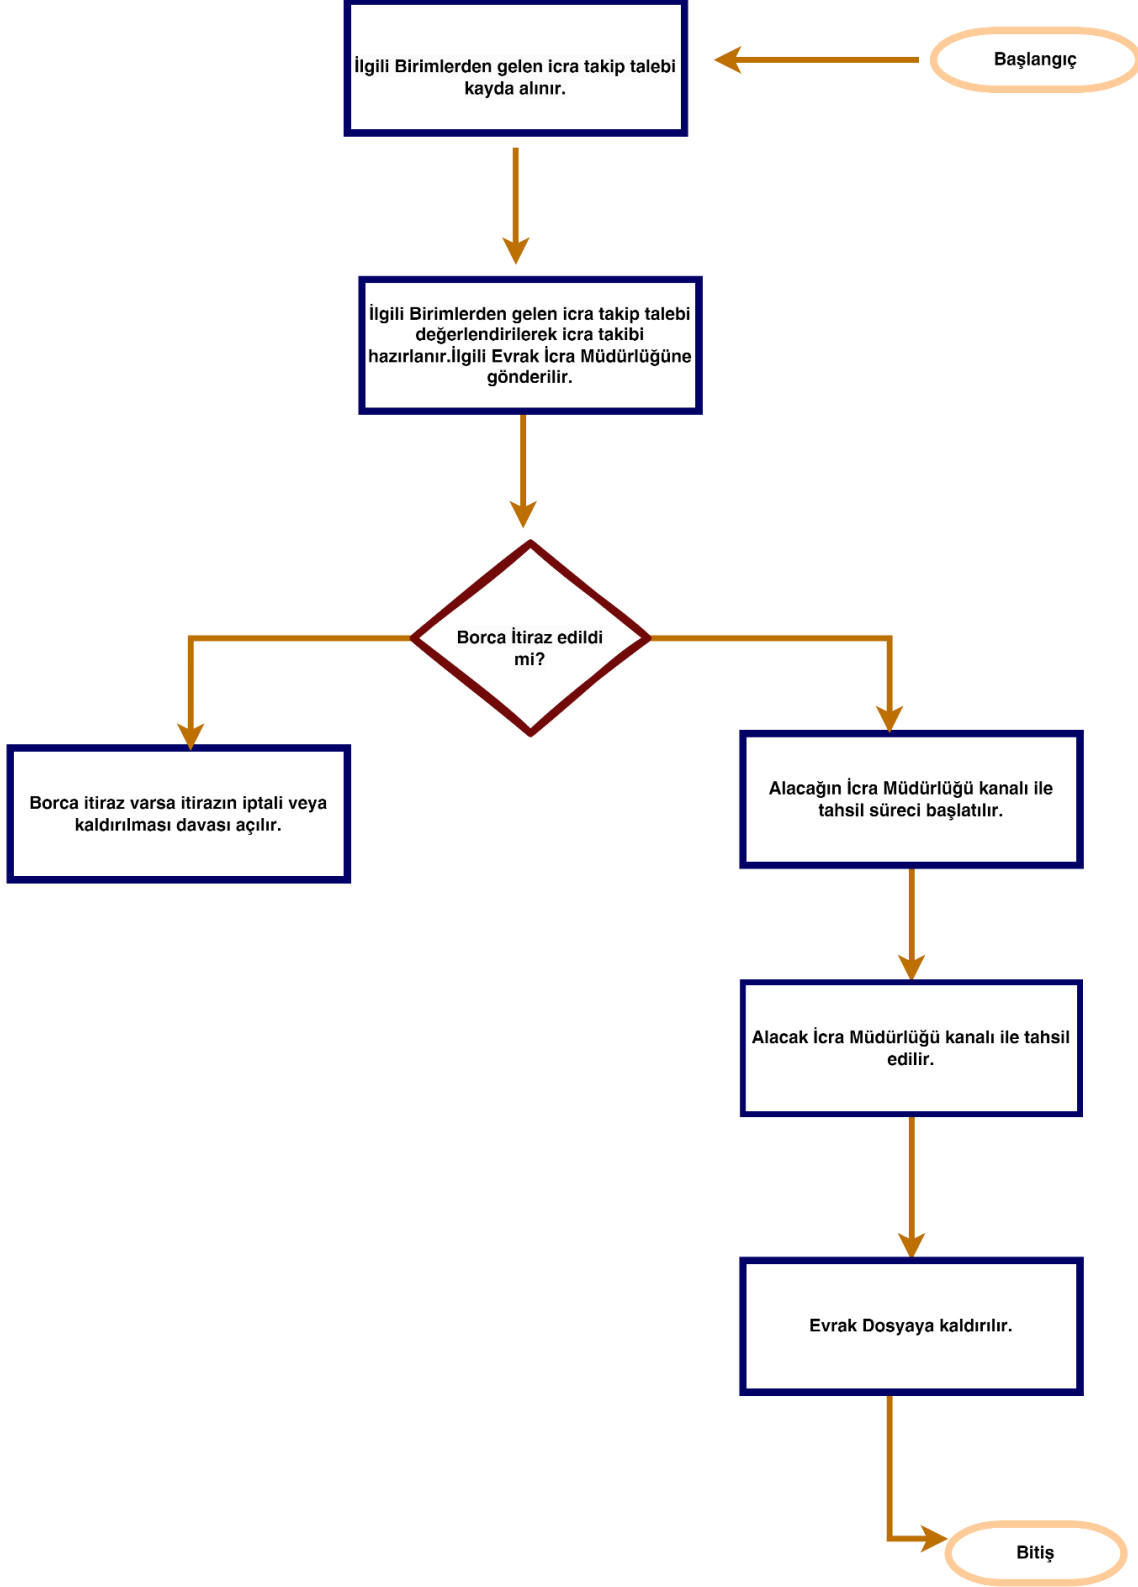 Başlangıç
İlgili Birimlerden gelen icra takip talebi
kayda alınır.
İlgili Birimlerden gelen icra takip talebi
değerlendirilerek icra takibi
hazırlanır.İlgili Evrak İcra Müdürlüğüne
gönderilir.
Borca İtiraz edildi
mi?
Borca itiraz varsa itirazın iptali veya
kaldırılması davası açılır.
Alacağın İcra Müdürlüğü kanalı ile
tahsil süreci başlatılır.
Alacak İcra Müdürlüğü kanalı ile tahsil
edilir.
Evrak Dosyaya kaldırılır.
Bitiş